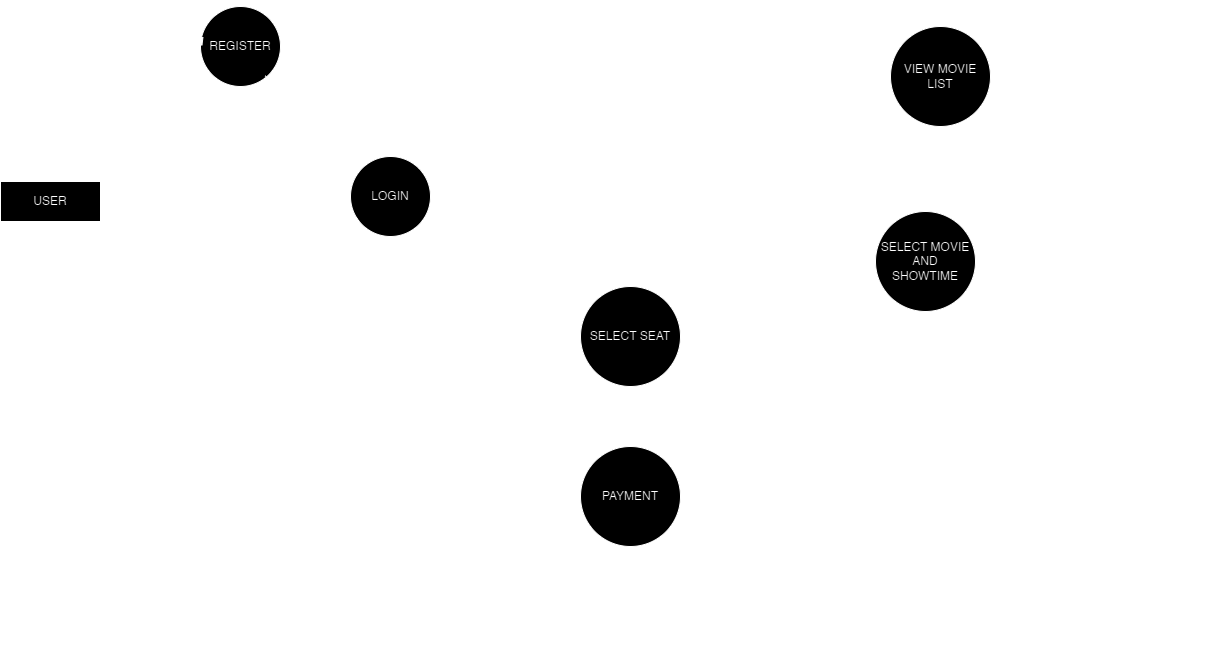 REGISTER
VIEW MOVIE
LIST
USER
LOGIN
SELECT MOVIE
AND
SHOWTIME
SELECT SEAT
PAYMENT